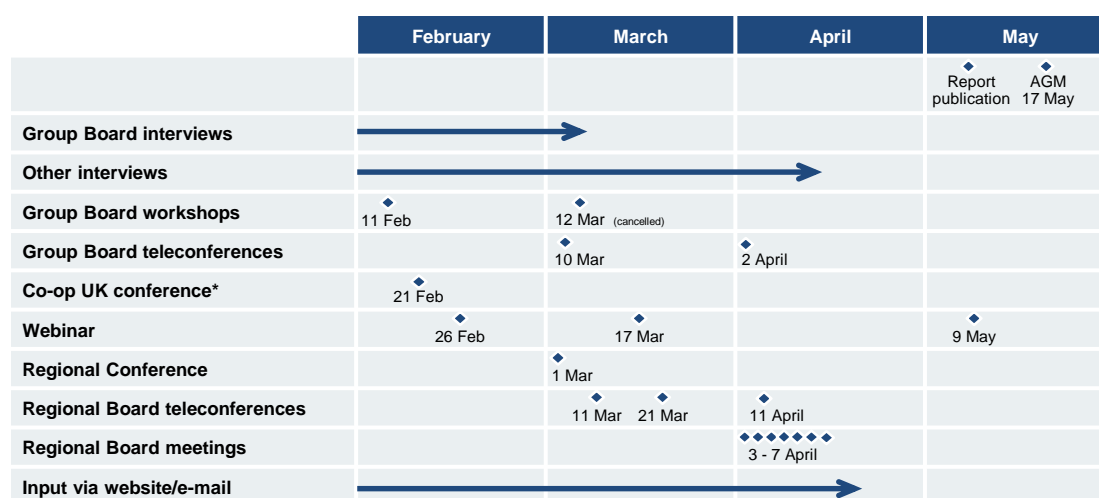 February March April May
Report AGM
publication 17 May
Group Board interviews
Other interviews
Group Board workshops
11 Feb 12 Mar (cancelled)
Group Board teleconferences
10 Mar 2 April
Co-op UK conference*
21 Feb
Webinar
26 Feb 17 Mar 9 May
Regional Conference
1 Mar
Regional Board teleconferences
11 Mar 21 Mar 11 April
Regional Board meetings
3 - 7 April
Input via website/e-mail